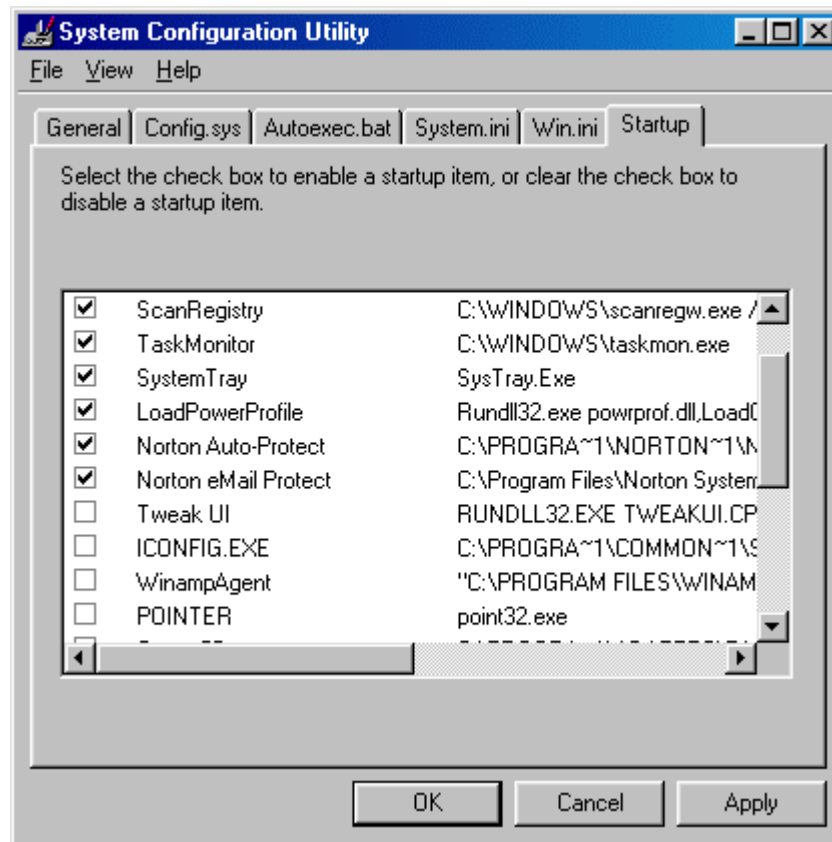 System Configuration Utility
File View Help
General Config.sys Autoexec.bat System.ini Win.ini Startup
Select the check box to enable a startup item, or clear the check box to
disable a startup item.
ScanRegistry C:\WINDOWS\scanregw.exe /
TaskMonitor C:\WINDOWS\taskmon.exe
SystemTray SysTray.Exe
LoadPowerProfile Rundll32.exe powrprof.dll,LoadC
Norton Auto-Protect C:\PROGRA~1\NORTON~1\N
Norton eMail Protect C:\Program Files\Norton System
Tweak UI RUNDLL32.EXE TWEAKUI.CP
ICONFIG.EXE C:\PROGRA~1\COMMON~1\S
WinampAgent "C:\PROGRAM FILES\WINAM
POINTER point32.exe
OK Cancel Apply